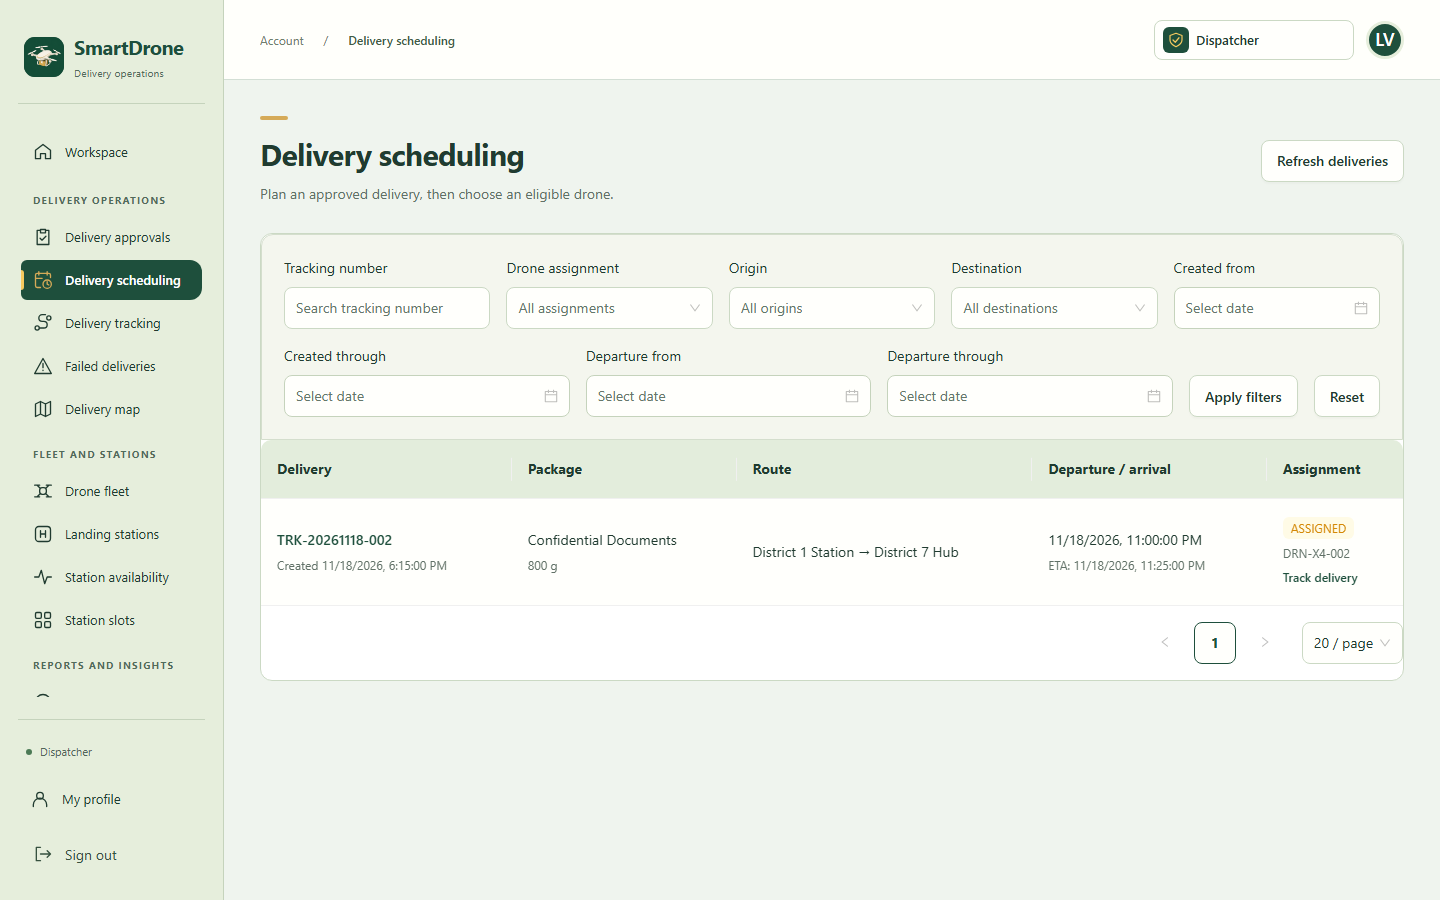 SmartDrone
Delivery operations
Workspace
DELIVERY OPERATIONS
Delivery approvals
Delivery scheduling
Delivery tracking
Failed deliveries
Delivery map
FLEET AND STATIONS
Drone fleet
Landing stations
Station availability
Station slots
REPORTS AND INSIGHTS
Dispatcher
My profile
Sign out
Account / Delivery scheduling
Dispatcher
LV
Delivery scheduling
Plan an approved delivery, then choose an eligible drone.
Refresh deliveries
Tracking number Drone assignment Origin Destination Created from
Search tracking number All assignments All origins All destinations Select date
Created through Departure from Departure through
Select date Select date Select date Apply filters Reset
Delivery Package Route Departure / arrival Assignment
TRK-20261118-002
Created 11/18/2026, 6:15:00 PM
Confidential Documents
800 g
District 1 Station → District 7 Hub
11/18/2026, 11:00:00 PM
ETA: 11/18/2026, 11:25:00 PM
ASSIGNED
DRN-X4-002
Track delivery
1
20 / page